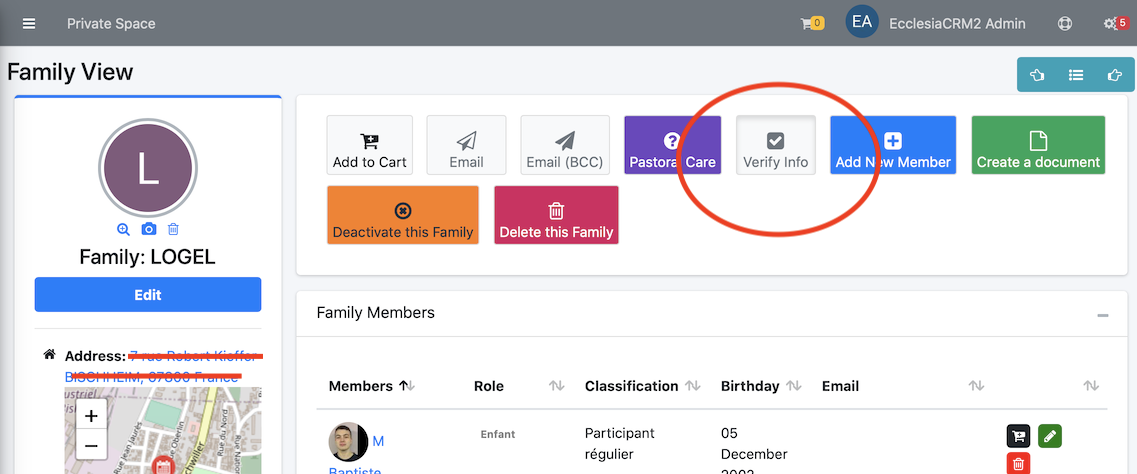 Private Space
0
EA
EcclesiaCRM2 Admin
5
Family View
L
Family: LOGEL
Edit
Address:
+
−
Add to Cart
Email
Email (BCC)
Pastoral Care
Verify Info
Add New Member
Create a document
Deactivate this Family
Delete this Family
Family Members
Members Role Classification Birthday Email
M
Baptiste
Enfant
Participant
régulier
05
December
2002